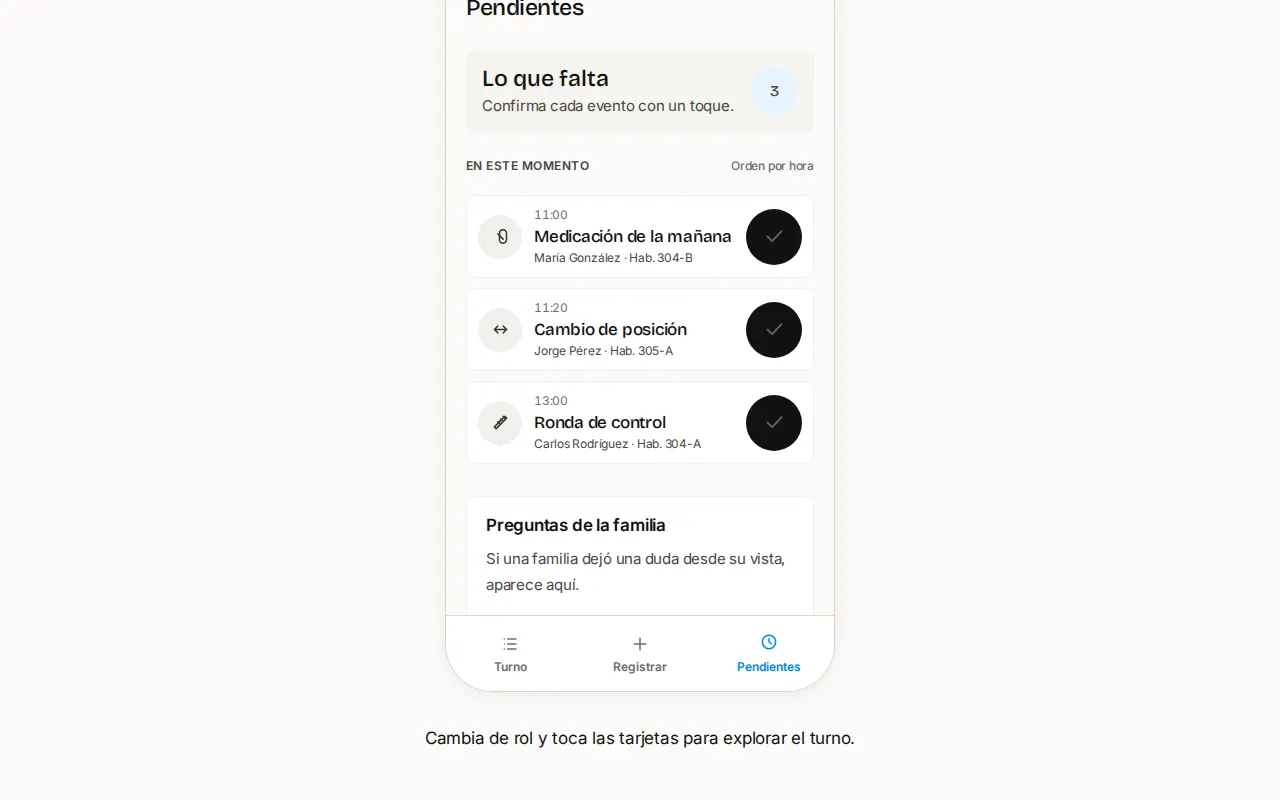 Pendientes
Lo que falta
Confirma cada evento con un toque.
3
EN ESTE MOMENTO
Orden por hora
11:00
Medicación de la mañana
María González · Hab. 304-B
11:20
Cambio de posición
Jorge Pérez · Hab. 305-A
13:00
Ronda de control
Carlos Rodríguez · Hab. 304-A
Preguntas de la familia
Si una familia dejó una duda desde su vista,
aparece aquí.
Turno
Registrar
Pendientes
Cambia de rol y toca las tarjetas para explorar el turno.